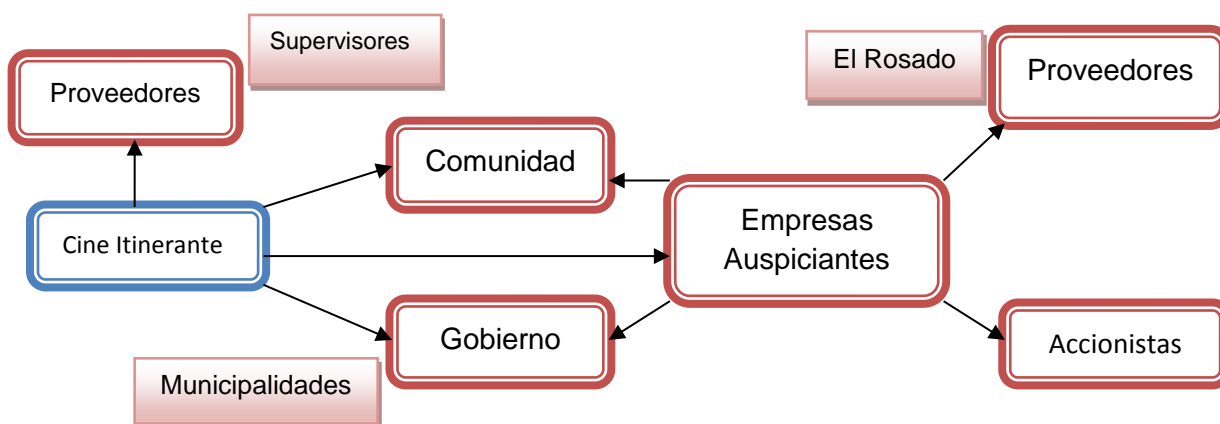 Supervisores
El Rosado
Proveedores
Proveedores
Comunidad
Empresas
Auspiciantes
Cine Itinerante
Gobierno
Accionistas
Municipalidades